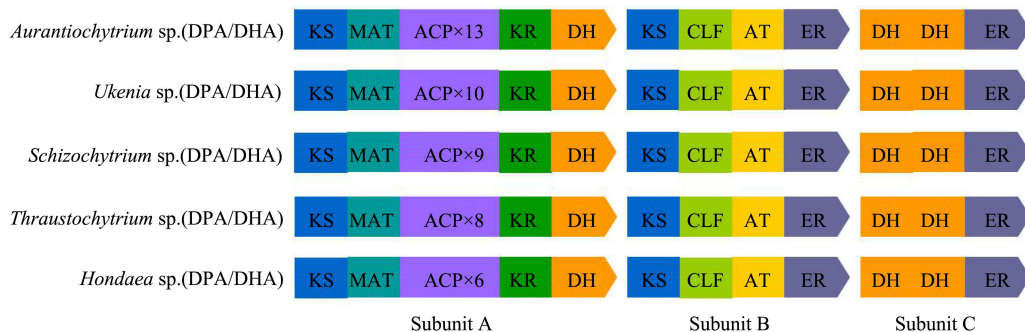 Aurantiochytrium sp.(DPA/DHA) KS MAT ACP×13 KR DH KS CLF AT ER DH DH ER
Ukenia sp.(DPA/DHA) KS MAT ACP×10 KR DH KS CLF AT ER DH DH ER
Schizochytrium sp.(DPA/DHA) KS MAT ACP×9 KR DH KS CLF AT ER DH DH ER
Thraustochytrium sp.(DPA/DHA) KS MAT ACP×8 KR DH KS CLF AT ER DH DH ER
Hondaea sp.(DPA/DHA) KS MAT ACP×6 KR DH KS CLF AT ER DH DH ER
Subunit A Subunit B Subunit C